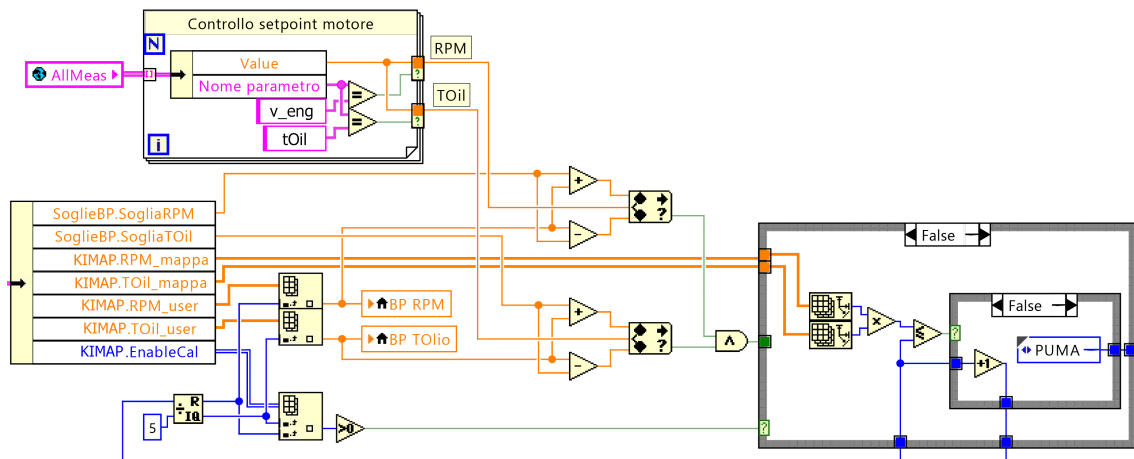 Controllo setpoint motore
N
RPM
AllMeas
Value
Nome parametro
=
v_eng
TOil
=
tOil
i
SoglieBP.SogliaRPM
SoglieBP.SogliaTOil
KIMAP.RPM_mappa
KIMAP.TOil_mappa
KIMAP.RPM_user
KIMAP.TOil_user
KIMAP.EnableCal
+
-
?
False
BP RPM
BP TOlio
+
-
?
∧
x
≤
False
?
PUMA
+1
R
IQ
5
>0
?